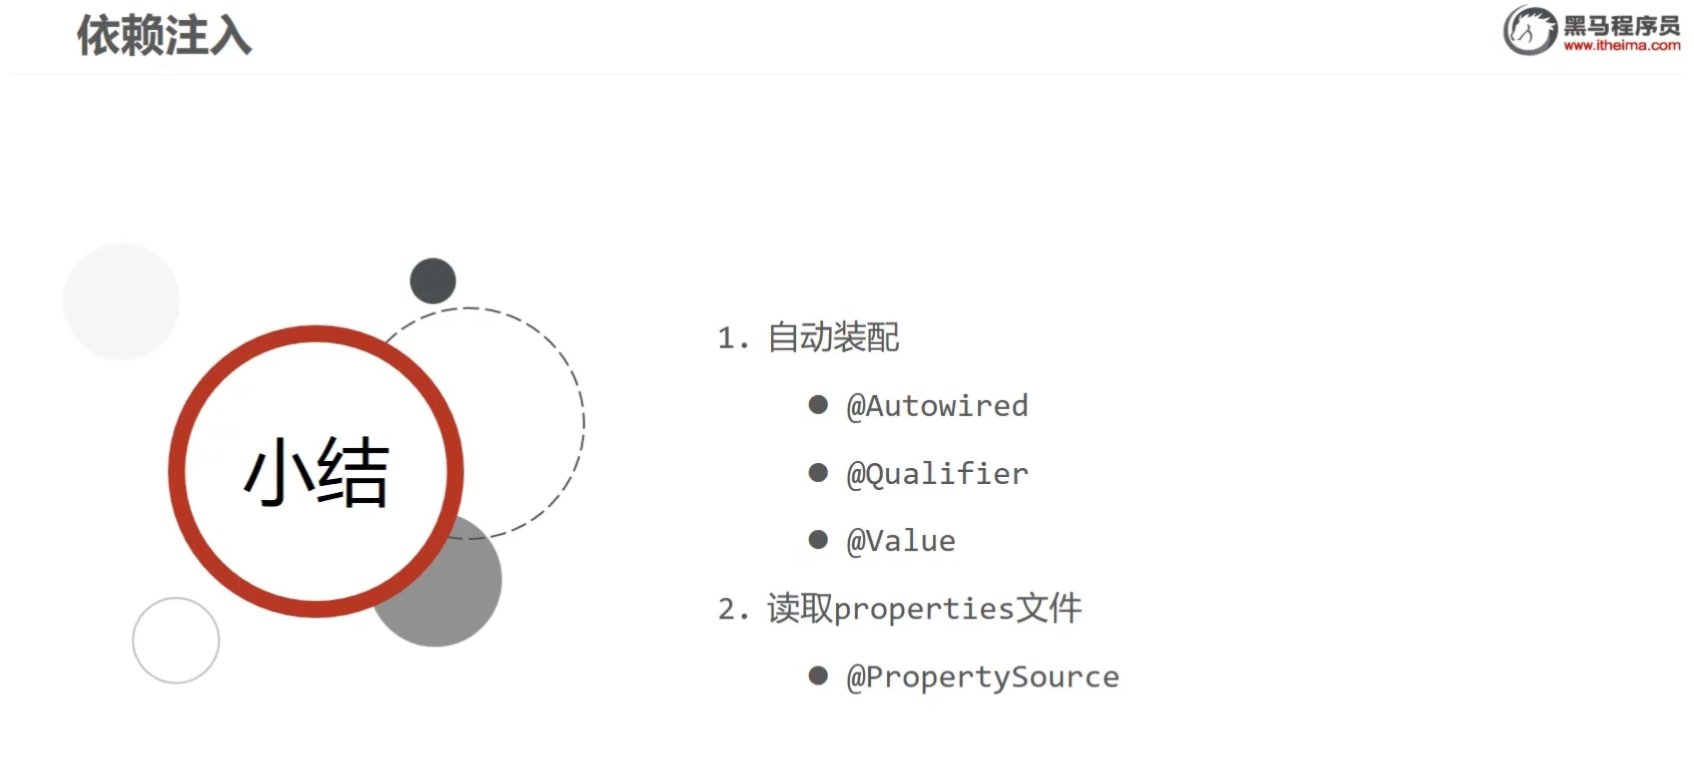 依赖注入
黑马程序员
www.itheima.com
小结
1. 自动装配
● @Autowired
● @Qualifier
● @Value
2. 读取properties文件
● @PropertySource